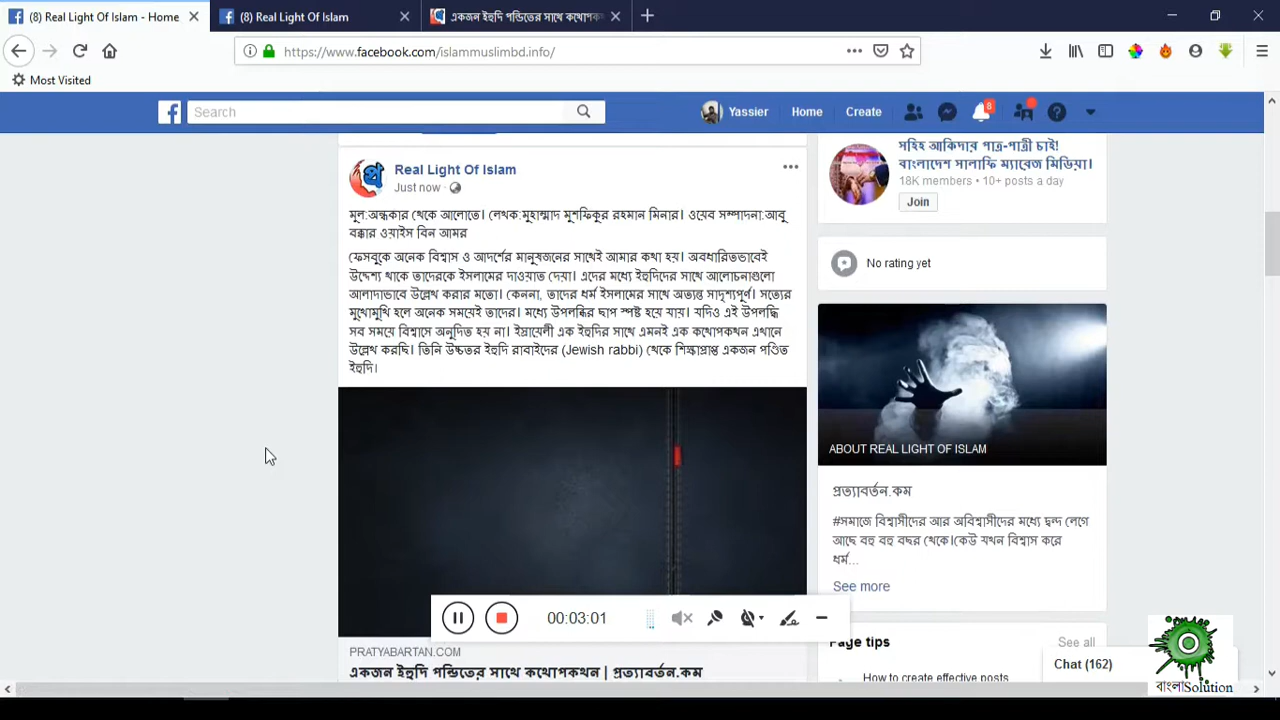 (8) Real Light Of Islam - Home
(8) Real Light Of Islam
একজন ইহুদি পন্ডিতের সাথে কথোপকথ
https://www.facebook.com/islammuslimbd.info/
Most Visited
Search
Yassier
Home
Create
8
Real Light Of Islam
Just now
মূল:অন্ধকার থেকে আলোতে। লেখক:মুহাম্মাদ মুশফিকুর রহমান মিনার। ওয়েব সম্পাদনা:আবু
বক্কার ওয়াইস বিন আমর
ফেসবুকে অনেক বিশ্বাস ও আদর্শের মানুষজনের সাথেই আমার কথা হয়। অবধারিতভাবেই
উদ্দেশ্য থাকে তাদেরকে ইসলামের দাওয়াত দেয়া। এদের মধ্যে ইহুদিদের সাথে আলোচনাগুলো
আলাদাভাবে উল্লেখ করার মতো। কেননা, তাদের ধর্ম ইসলামের সাথে অত্যন্ত সাদৃশ্যপূর্ণ। সত্যের
মুখোমুখি হলে অনেক সময়েই তাদের। মধ্যে উপলব্ধির ছাপ স্পষ্ট হয়ে যায়। যদিও এই উপলদ্ধি
সব সময়ে বিশ্বাসে অনূদিত হয় না। ইস্রায়েলী এক ইহুদির সাথে এমনই এক কথোপকথন এখানে
উল্লেখ করছি। তিনি উচ্চতর ইহুদি রাবাইদের (Jewish rabbi) থেকে শিক্ষাপ্রাপ্ত একজন পণ্ডিত
ইহুদি।
PRATYABARTAN.COM
একজন ইহুদি পন্ডিতের সাথে কথোপকথন | প্রত্যাবর্তন.কম
00:03:01
সহিহ আকিদার পাত্র-পাত্রী চাই!
বাংলাদেশ সালাফি ম্যারেজ মিডিয়া।
18K members • 10+ posts a day
Join
No rating yet
ABOUT REAL LIGHT OF ISLAM
প্রত্যাবর্তন.কম
#সমাজে বিশ্বাসীদের আর অবিশ্বাসীদের মধ্যে দ্বন্দ লেগে
আছে বহু বহু বছর থেকে।(কেউ যখন বিশ্বাস করে
ধর্ম...
See more
Page tips
See all
How to create effective posts
Chat (162)
বাংলাSolution